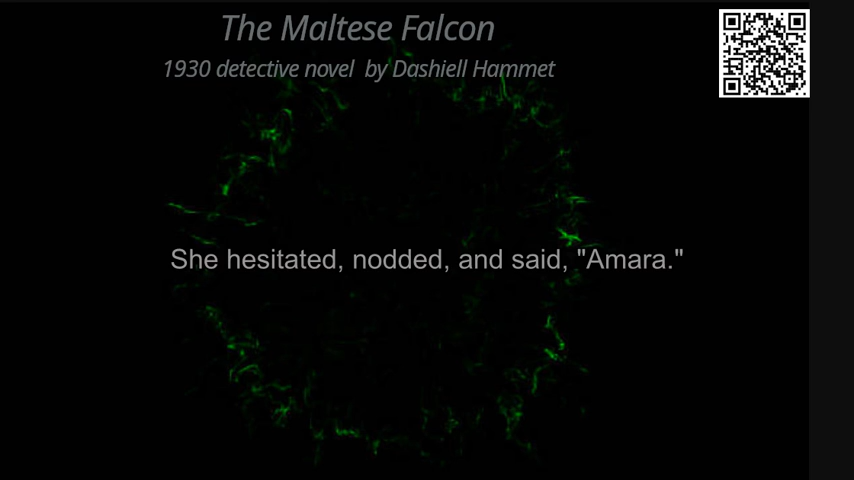 The Maltese Falcon
1930 detective novel by Dashiell Hammet
She hesitated, nodded, and said, "Amara."